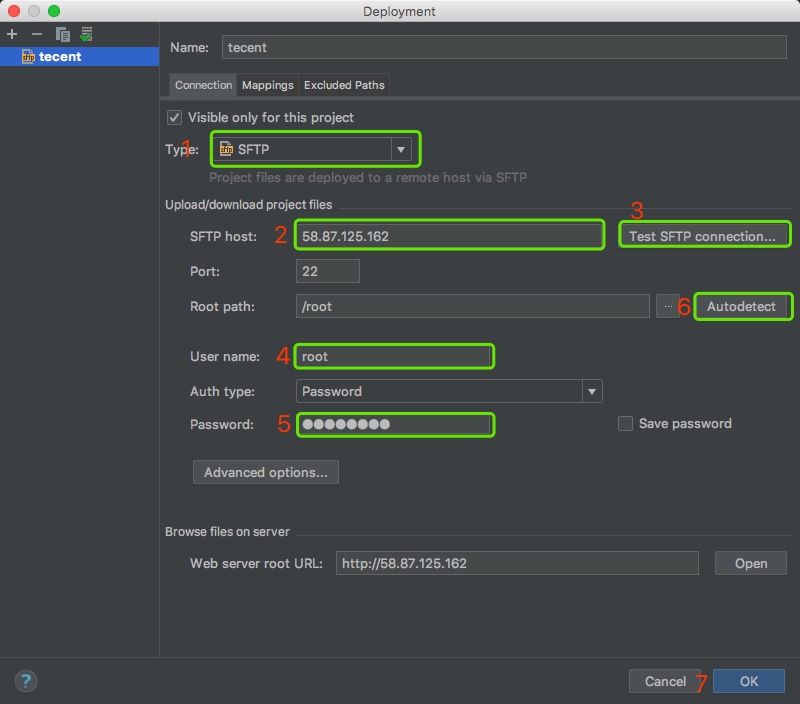 Deployment
tecent
Name: tecent
Connection Mappings Excluded Paths
Visible only for this project
1 Type: SFTP
Project files are deployed to a remote host via SFTP
Upload/download project files
3
SFTP host: 2 58.87.125.162 Test SFTP connection...
Port: 22
Root path: /root ... 6 Autodetect
User name: 4 root
Auth type: Password
Password: 5 ●●●●●●●● Save password
Advanced options...
Browse files on server
Web server root URL: http://58.87.125.162 Open
? Cancel 7 OK